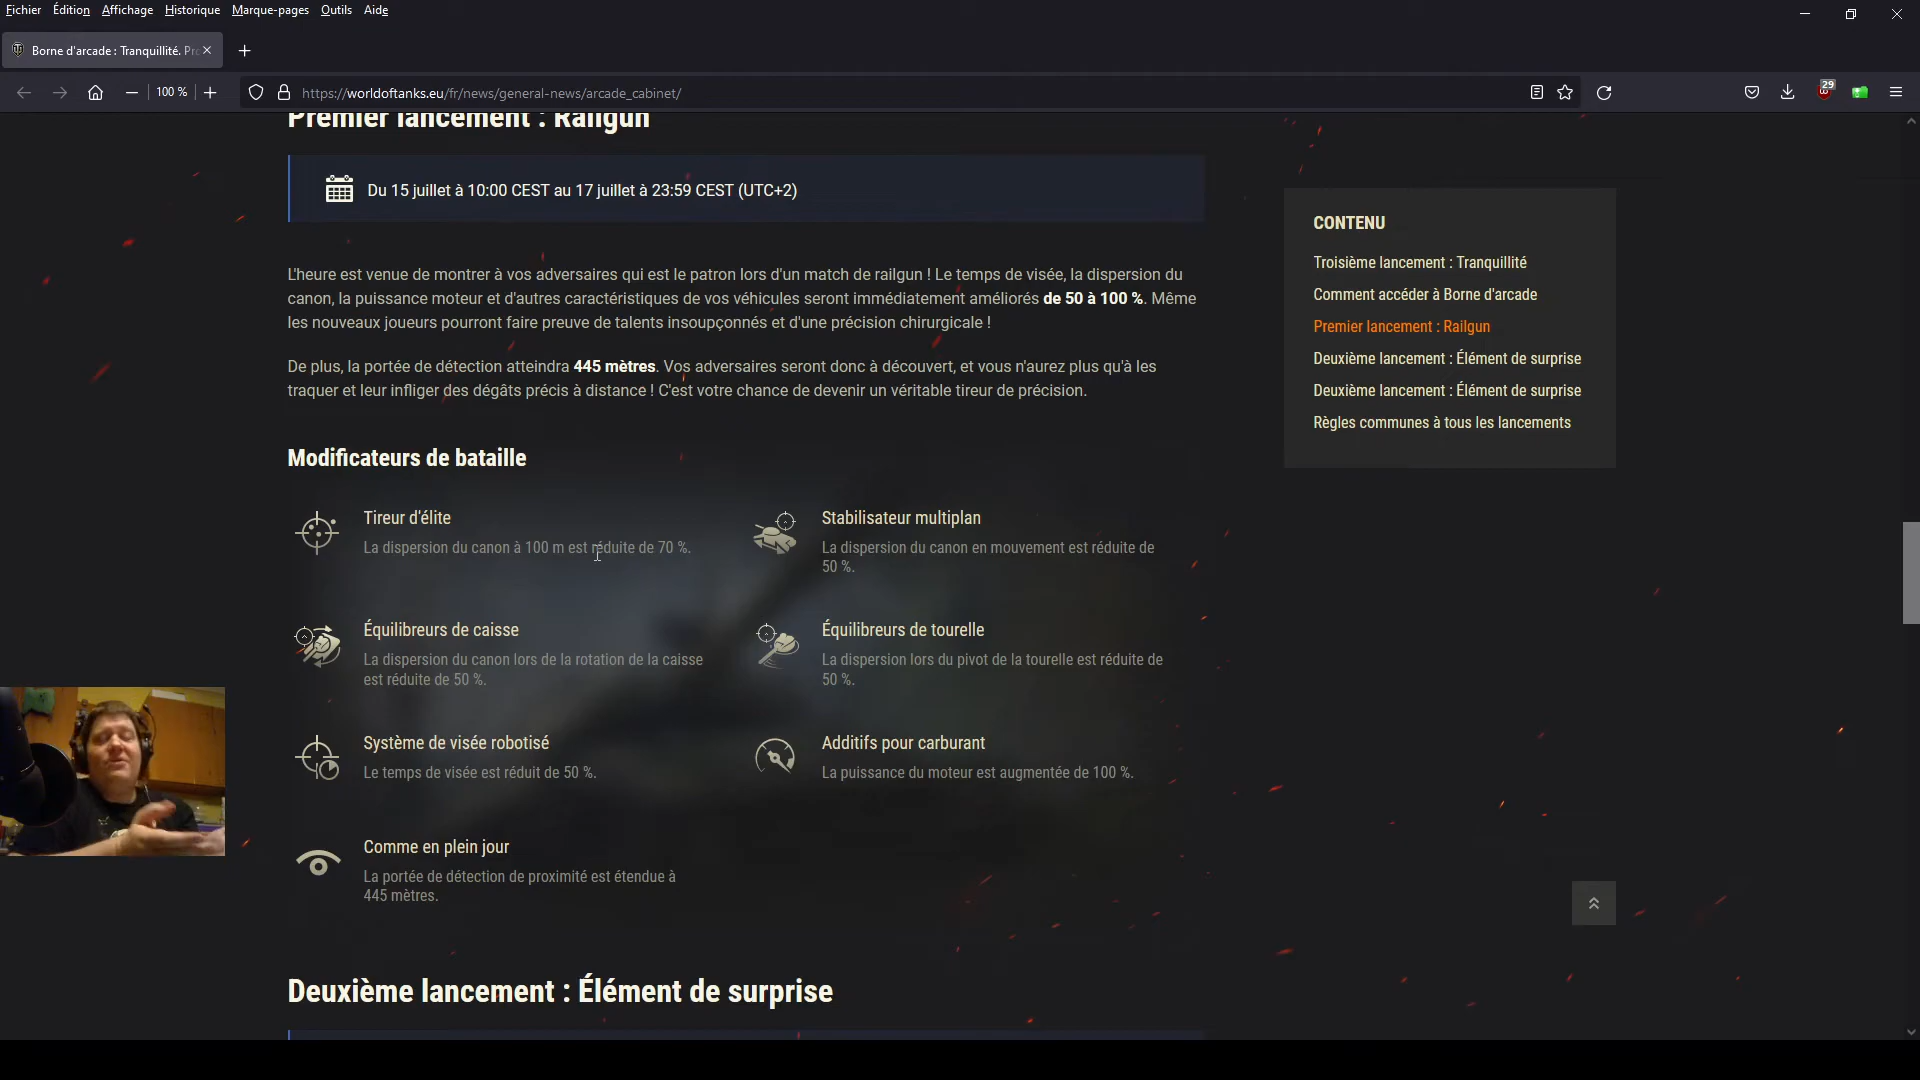 Fichier Édition Affichage Historique Marque-pages Outils Aide
Borne d'arcade : Tranquillité. Pr
100 %
https://worldoftanks.eu/fr/news/general-news/arcade_cabinet/
29
Premier lancement : Railgun
Du 15 juillet à 10:00 CEST au 17 juillet à 23:59 CEST (UTC+2)
L'heure est venue de montrer à vos adversaires qui est le patron lors d'un match de railgun ! Le temps de visée, la dispersion du
canon, la puissance moteur et d'autres caractéristiques de vos véhicules seront immédiatement améliorés de 50 à 100 %. Même
les nouveaux joueurs pourront faire preuve de talents insoupçonnés et d'une précision chirurgicale !
De plus, la portée de détection atteindra 445 mètres. Vos adversaires seront donc à découvert, et vous n'aurez plus qu'à les
traquer et leur infliger des dégâts précis à distance ! C'est votre chance de devenir un véritable tireur de précision.
Modificateurs de bataille
Tireur d'élite
La dispersion du canon à 100 m est réduite de 70 %.
Stabilisateur multiplan
La dispersion du canon en mouvement est réduite de
50 %.
Équilibreurs de caisse
La dispersion du canon lors de la rotation de la caisse
est réduite de 50 %.
Équilibreurs de tourelle
La dispersion lors du pivot de la tourelle est réduite de
50 %.
Système de visée robotisé
Le temps de visée est réduit de 50 %.
Additifs pour carburant
La puissance du moteur est augmentée de 100 %.
Comme en plein jour
La portée de détection de proximité est étendue à
445 mètres.
Deuxième lancement : Élément de surprise
CONTENU
Troisième lancement : Tranquillité
Comment accéder à Borne d'arcade
Premier lancement : Railgun
Deuxième lancement : Élément de surprise
Deuxième lancement : Élément de surprise
Règles communes à tous les lancements